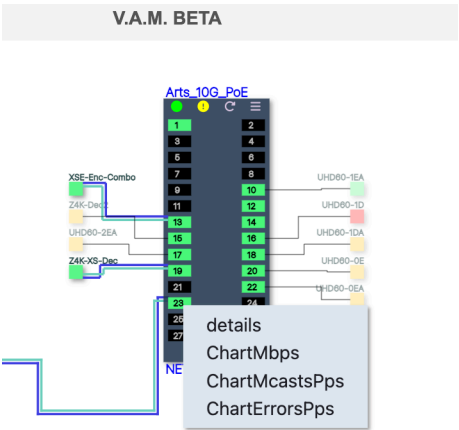 V.A.M. BETA
Arts_10G_PoE
1 2
3 4
5 6
7 8
XSE-Enc-Combo
UHD60-1EA
9 10
Z4K-Dec2
UHD60-1D
11 12
13 14
UHD60-2EA
UHD60-1DA
15 16
17 18
Z4K-XS-Dec
UHD60-0E
19 20
21 22
UHD60-0EA
23 24
25
27
NE
details
ChartMbps
ChartMcastsPps
ChartErrorsPps